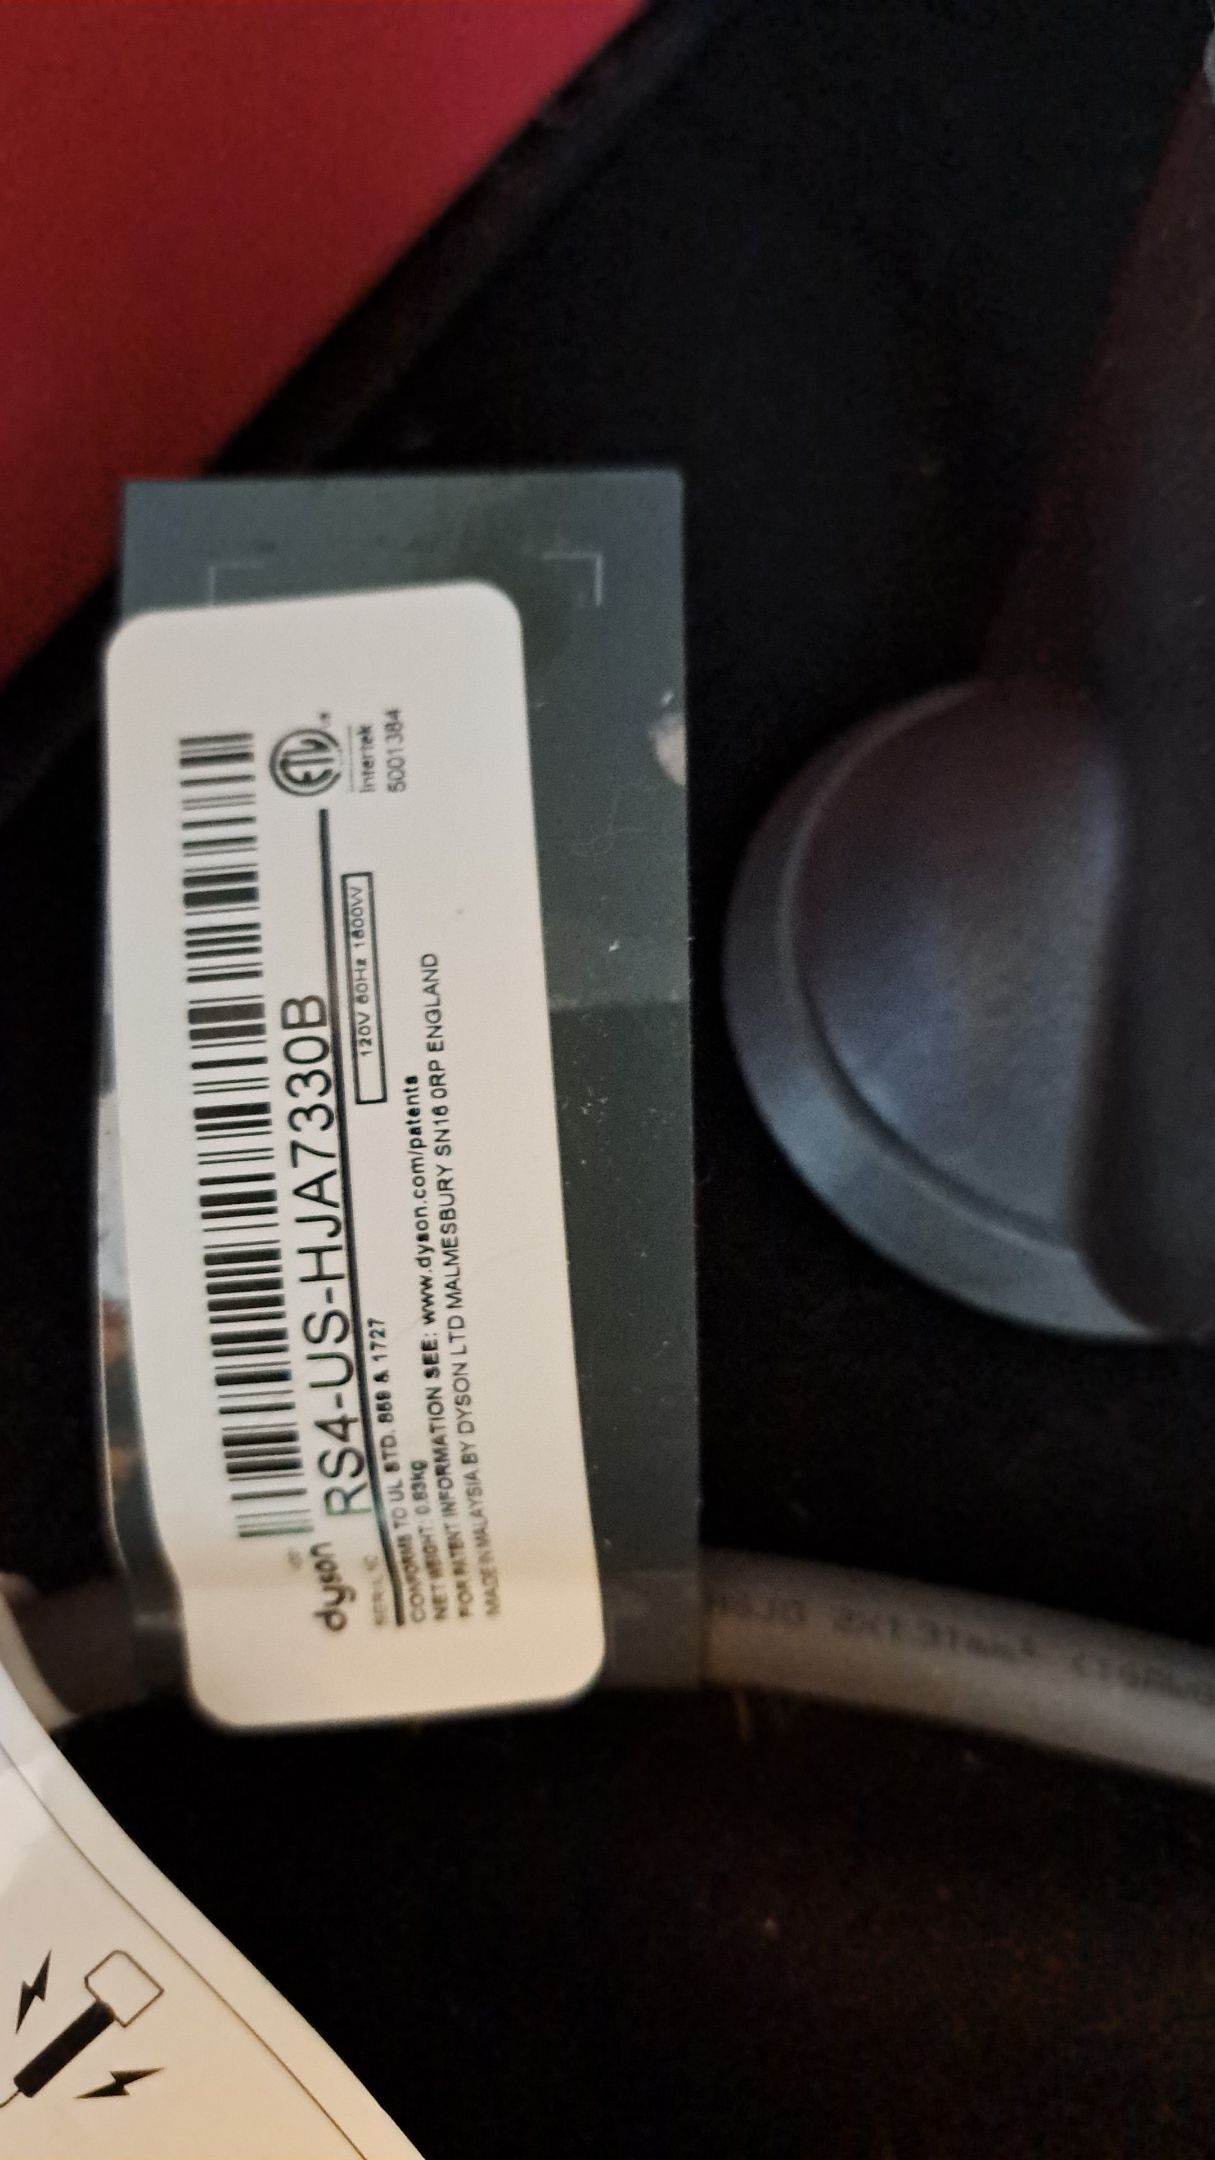 dyson RS4-US-HJA7330B
SERIAL NO
120V 60Hz 1600W
Intertek
5001384
CONFORMS TO UL STD. 859 & 1727
NET WEIGHT: 0.83kg
FOR PATENT INFORMATION SEE: www.dyson.com/patents
MADE IN MALAYSIA BY DYSON LTD MALMESBURY SN16 0RP ENGLAND